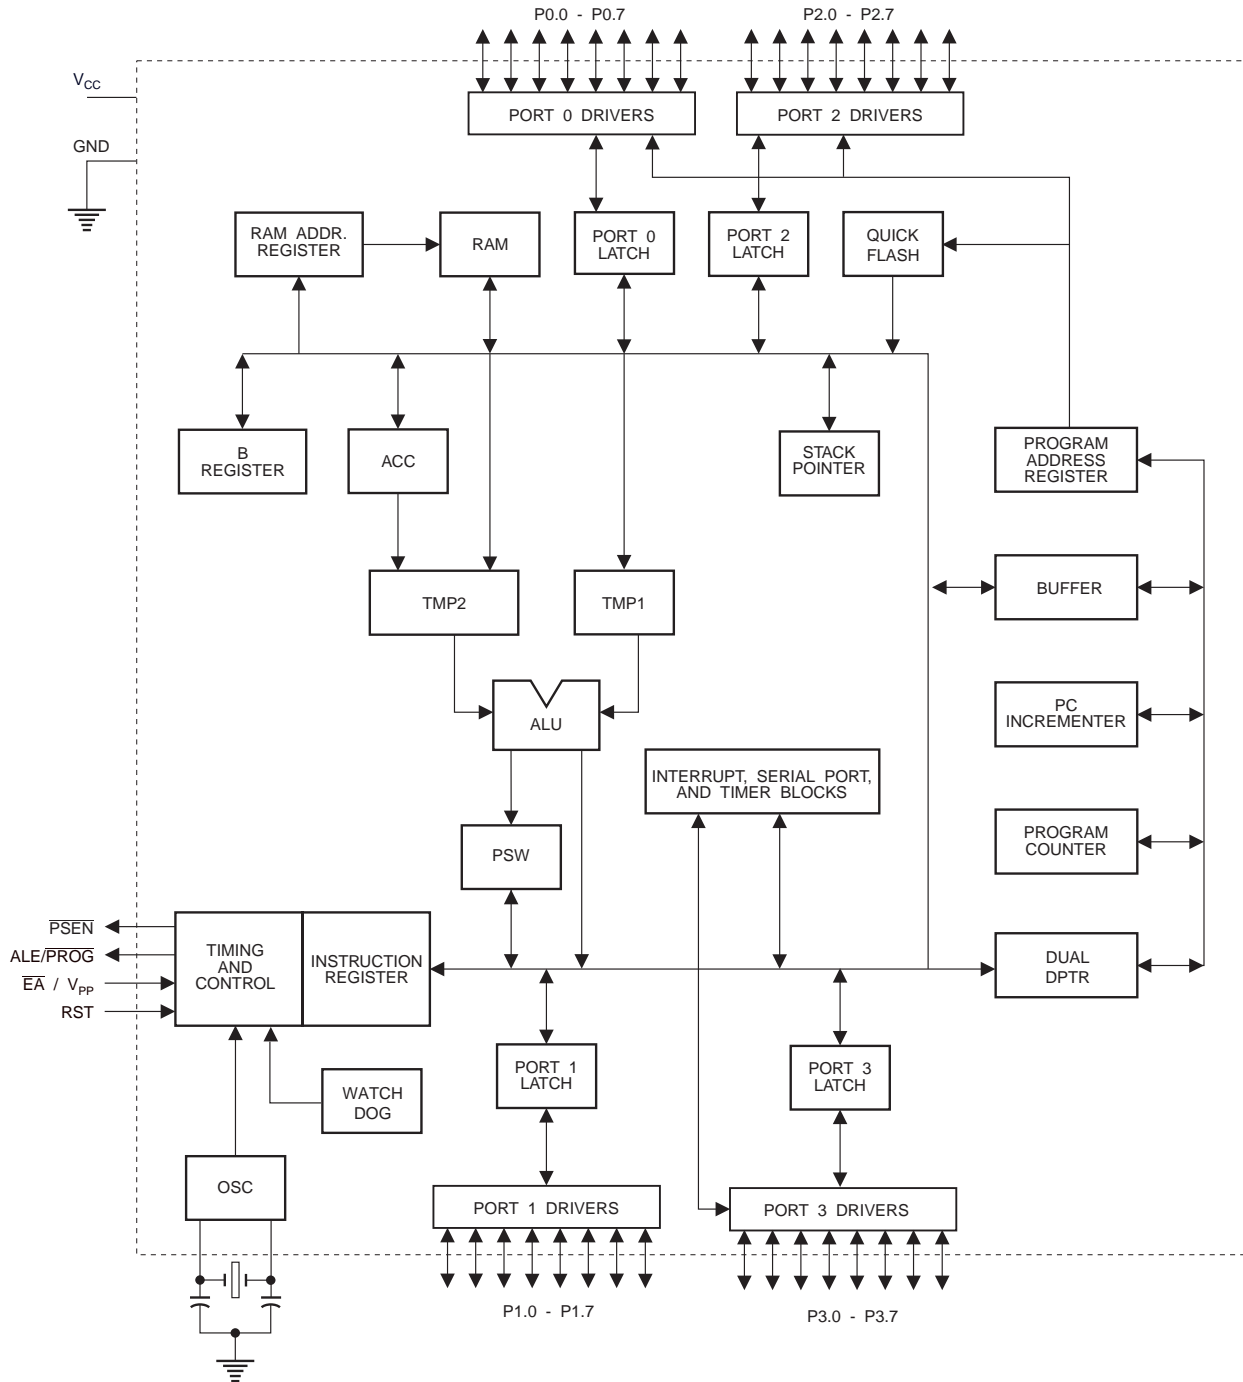 P0.0 - P0.7
P2.0 - P2.7
V_CC
PORT 0 DRIVERS
PORT 2 DRIVERS
GND
RAM ADDR.
REGISTER
RAM
PORT 0
LATCH
PORT 2
LATCH
QUICK
FLASH
B
REGISTER
ACC
STACK
POINTER
PROGRAM
ADDRESS
REGISTER
TMP2
TMP1
BUFFER
ALU
PC
INCREMENTER
INTERRUPT, SERIAL PORT,
AND TIMER BLOCKS
PSW
PROGRAM
COUNTER
PSEN
ALE/PROG
EA / V_PP
RST
TIMING
AND
CONTROL
INSTRUCTION
REGISTER
DUAL
DPTR
WATCH
DOG
PORT 1
LATCH
PORT 3
LATCH
OSC
PORT 1 DRIVERS
PORT 3 DRIVERS
P1.0 - P1.7
P3.0 - P3.7